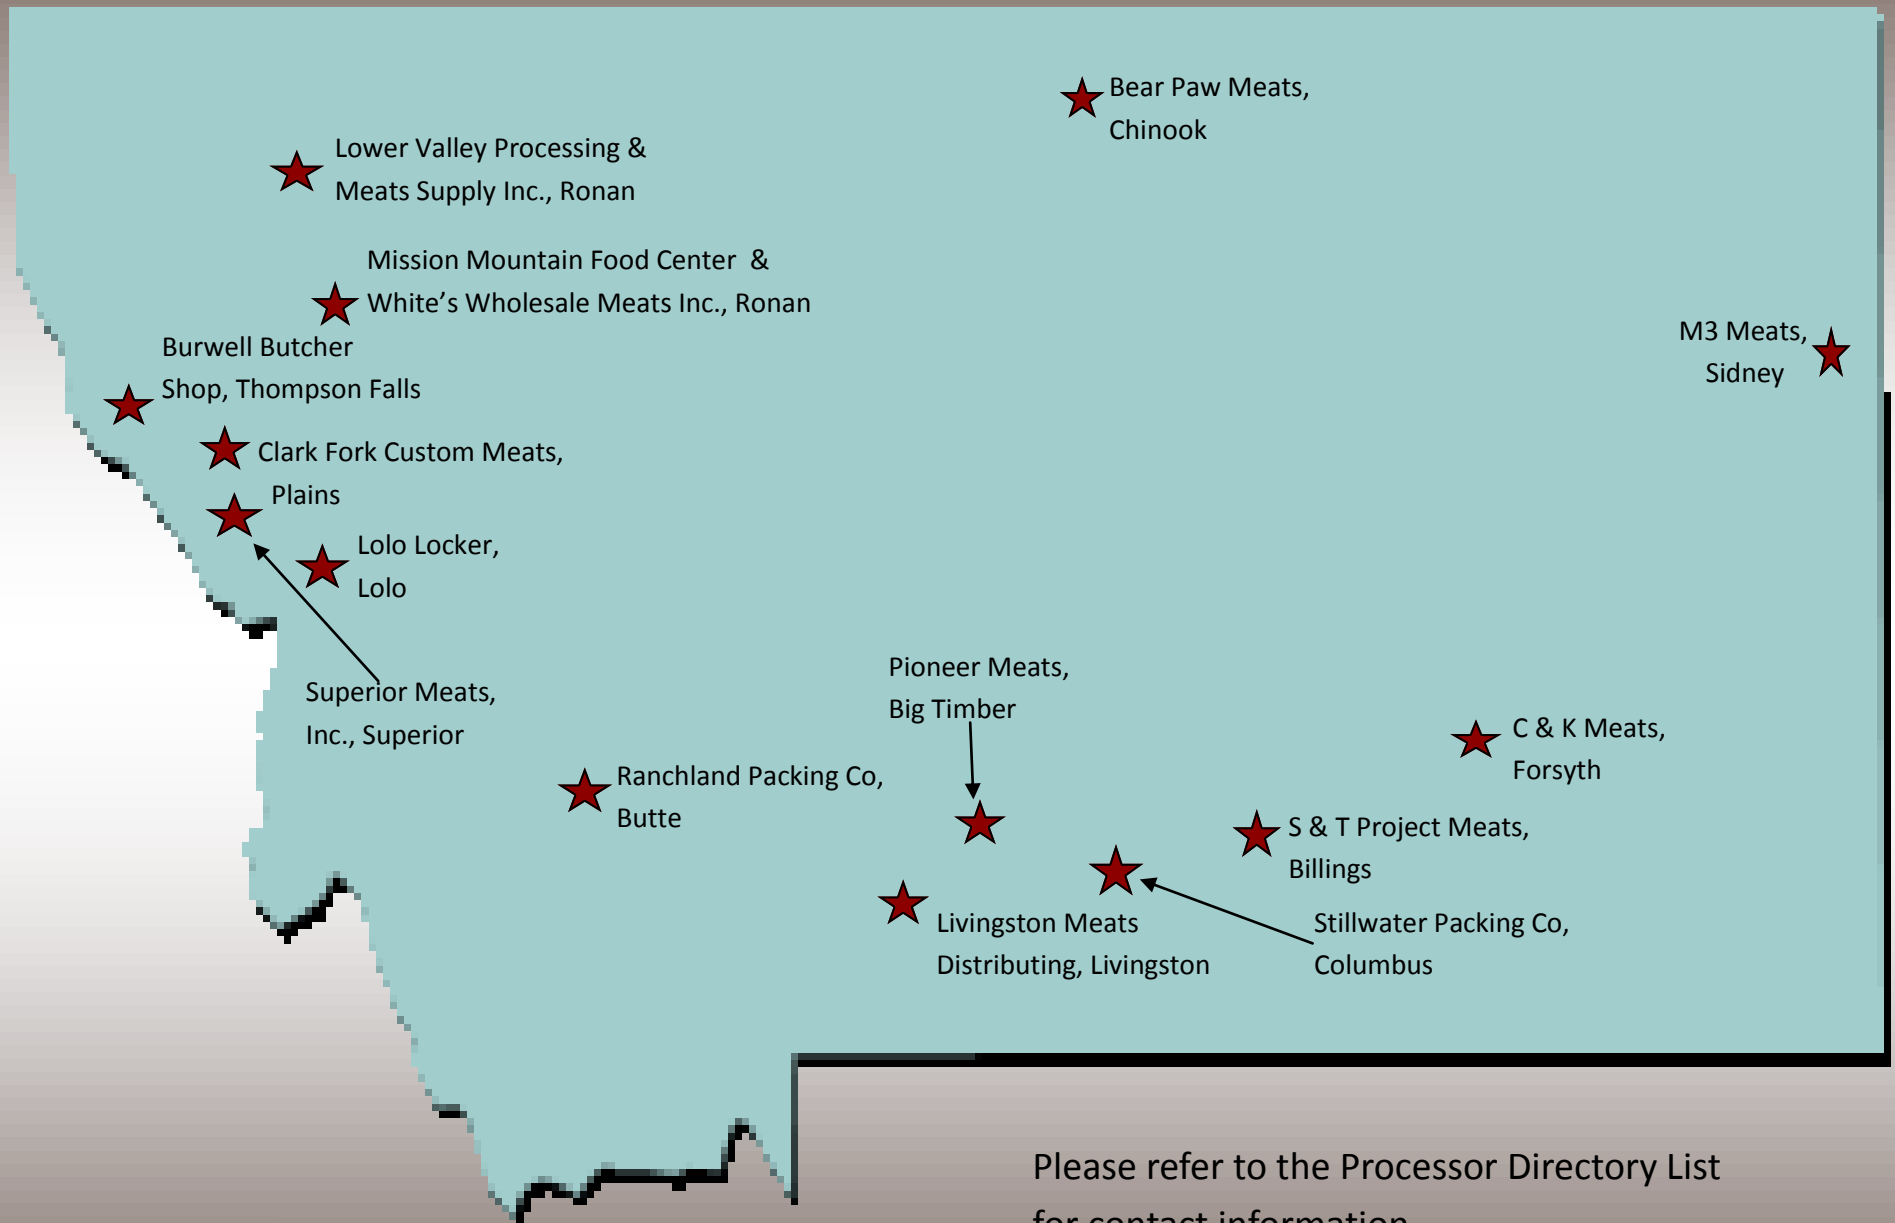 Bear Paw Meats,
Chinook
Lower Valley Processing &
Meats Supply Inc., Ronan
Mission Mountain Food Center &
White’s Wholesale Meats Inc., Ronan
M3 Meats,
Sidney
Burwell Butcher
Shop, Thompson Falls
Clark Fork Custom Meats,
Plains
Lolo Locker,
Lolo
Superior Meats,
Inc., Superior
Pioneer Meats,
Big Timber
C & K Meats,
Forsyth
Ranchland Packing Co,
Butte
S & T Project Meats,
Billings
Livingston Meats
Distributing, Livingston
Stillwater Packing Co,
Columbus
Please refer to the Processor Directory List
for contact information